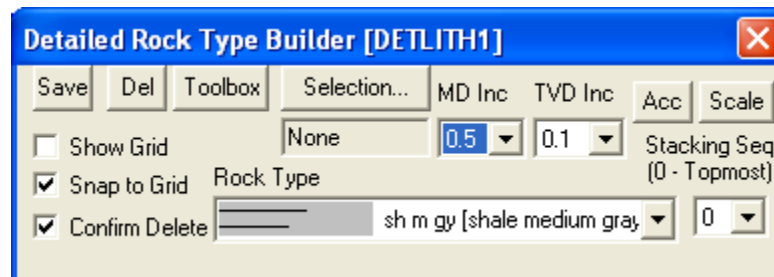 Detailed Rock Type Builder [DETLITH1]
Save Del Toolbox Selection... MD Inc TVD Inc Acc Scale
Show Grid None 0.5 0.1 Stacking Seq
(0 - Topmost)
Snap to Grid Rock Type
Confirm Delete sh m gy [shale medium gray 0